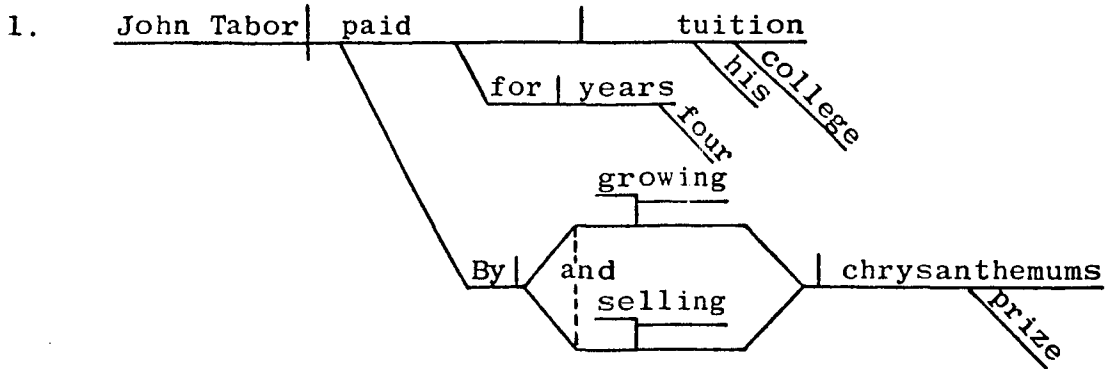 1. John Tabor paid tuition
his college
for years
four
growing
By and chrysanthemums
selling
prize